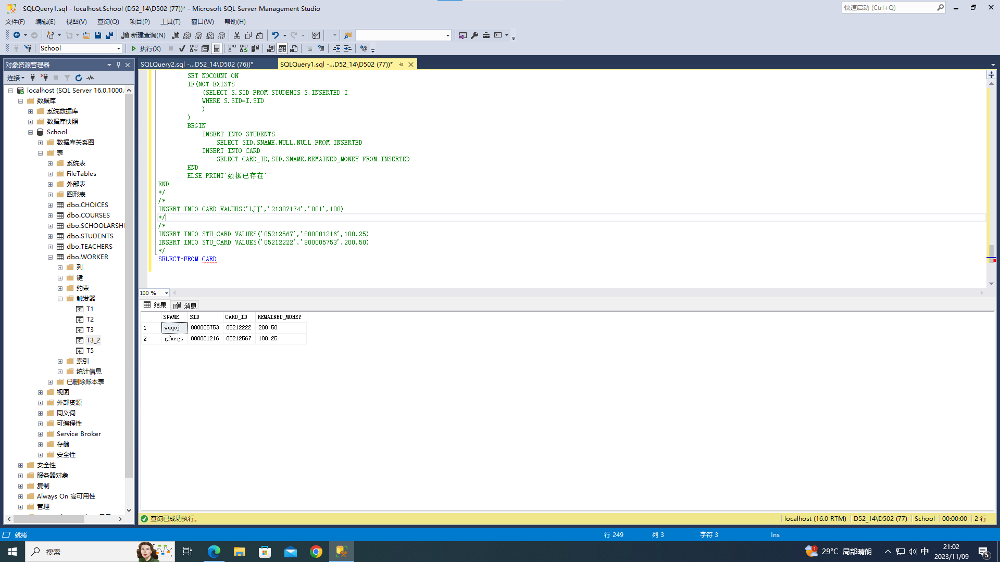 SQLQuery1.sql - localhost.School (D52_14\D502 (77))* - Microsoft SQL Server Management Studio
快速启动 (Ctrl+Q)
文件(F) 编辑(E) 视图(V) 查询(Q) 项目(P) 工具(T) 窗口(W) 帮助(H)
新建查询(N) MDX DMX XMLA DAX
School 执行(X)
对象资源管理器
SQLQuery2.sql -...D52_14\D502 (76))* SQLQuery1.sql -...D52_14\D502 (77))*
连接
localhost (SQL Server 16.0.1000.
数据库
系统数据库
数据库快照
School
数据库关系图
表
系统表
FileTables
外部表
图形表
dbo.CHOICES
dbo.COURSES
dbo.SCHOOLARSHI
dbo.STUDENTS
dbo.TEACHERS
dbo.WORKER
列
键
约束
触发器
T1
T2
T3
T3_2
T5
索引
统计信息
已删除账本表
视图
外部资源
同义词
可编程性
Service Broker
存储
安全性
安全性
服务器对象
复制
Always On 高可用性
管理
SET NOCOUNT ON
IF(NOT EXISTS
(SELECT S.SID FROM STUDENTS S,INSERTED I
WHERE S.SID=I.SID
)
)
BEGIN
INSERT INTO STUDENTS
SELECT SID,SNAME,NULL,NULL FROM INSERTED
INSERT INTO CARD
SELECT CARD_ID,SID,SNAME,REMAINED_MONEY FROM INSERTED
END
ELSE PRINT'数据已存在'
END
*/
/*
INSERT INTO CARD VALUES('LJJ','21307174','001',100)
*/
/*
INSERT INTO STU_CARD VALUES('05212567','800001216',100.25)
INSERT INTO STU_CARD VALUES('05212222','800005753',200.50)
*/
SELECT*FROM CARD
100 %
结果 消息
SNAME SID CARD_ID REMAINED_MONEY
1 waqcj 800005753 05212222 200.50
2 gfxrgs 800001216 05212567 100.25
查询已成功执行。 localhost (16.0 RTM) D52_14\D502 (77) School 00:00:00 2 行
就绪 行 249 列 3 字符 3 Ins
搜索
1 29°C 局部晴朗 中 21:02
2023/11/09 5